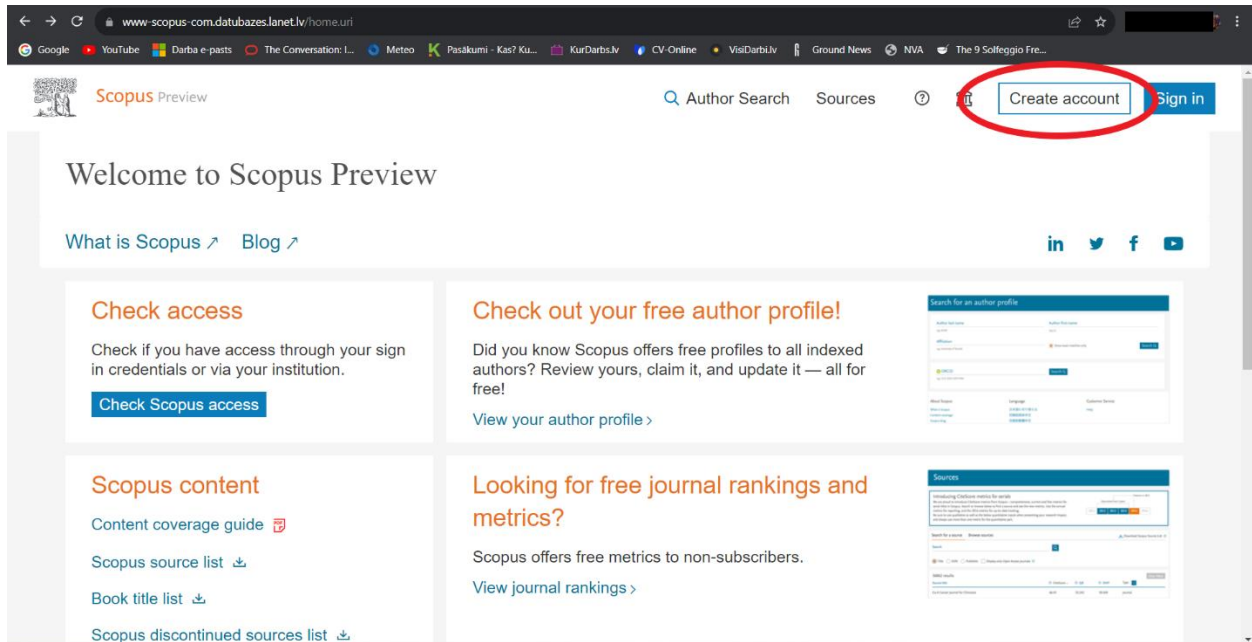 www-scopus-com.datubazes.lanet.lv/home.uri
Google YouTube Darba e-pasts The Conversation: I... Meteo Pasākumi - Kas? Ku... KurDarbs.lv CV-Online VisiDarbi.lv Ground News NVA The 9 Solfeggio Fre...
Scopus Preview
Author Search Sources Create account Sign in
Welcome to Scopus Preview
What is Scopus Blog
Check access
Check if you have access through your sign
in credentials or via your institution.
Check Scopus access
Check out your free author profile!
Did you know Scopus offers free profiles to all indexed
authors? Review yours, claim it, and update it — all for
free!
View your author profile
Search for an author profile
Scopus content
Content coverage guide
Scopus source list
Book title list
Scopus discontinued sources list
Looking for free journal rankings and
metrics?
Scopus offers free metrics to non-subscribers.
View journal rankings
Sources
Introducing CiteScore metrics for serials